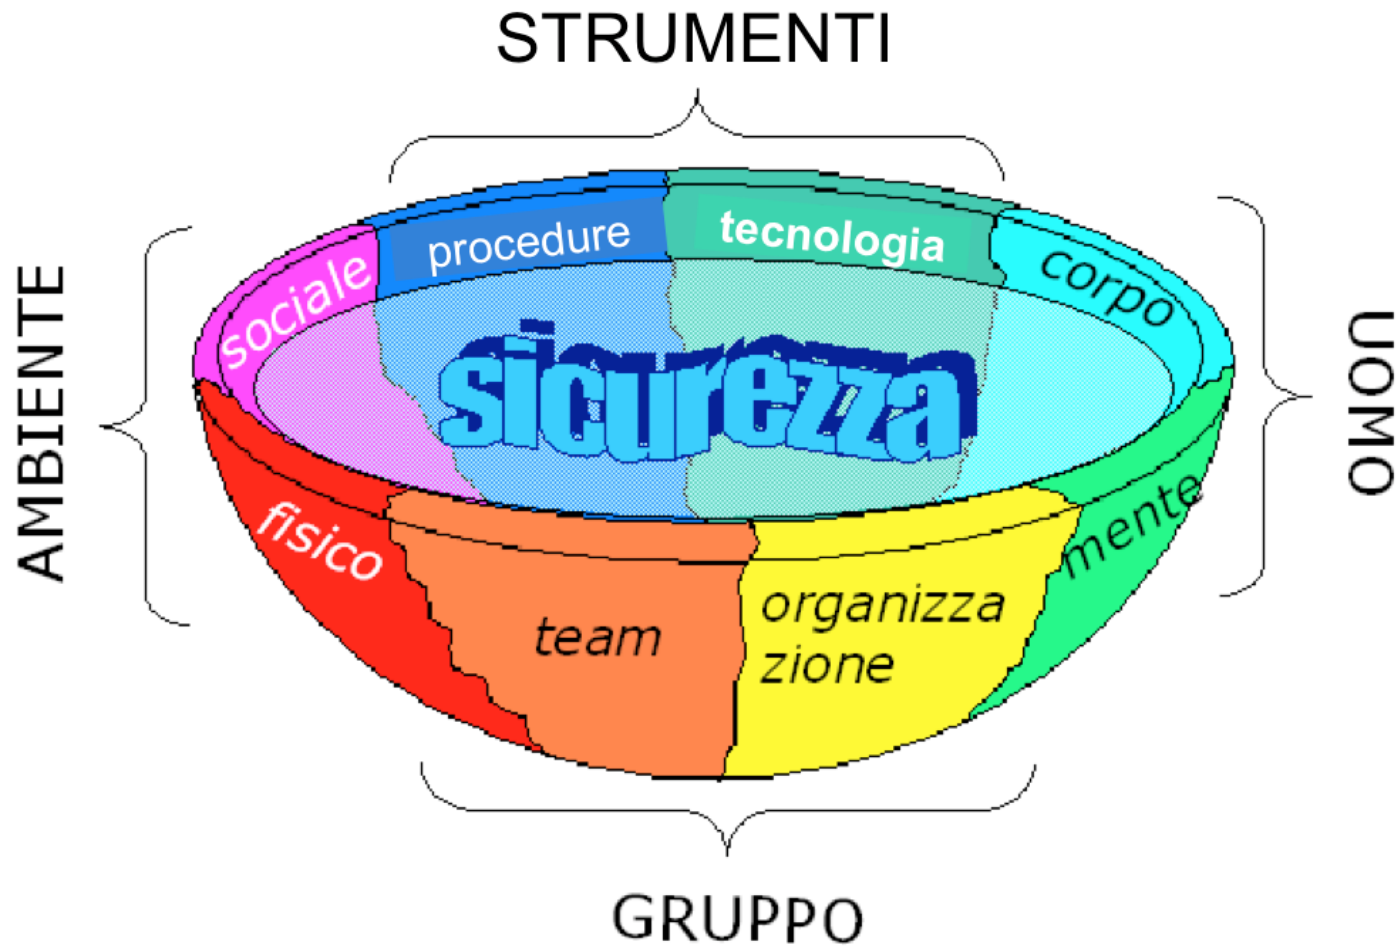 STRUMENTI
procedure
tecnologia
sociale
corpo
AMBIENTE
sicurezza
UOMO
fisico
mente
team
organizza
zione
GRUPPO